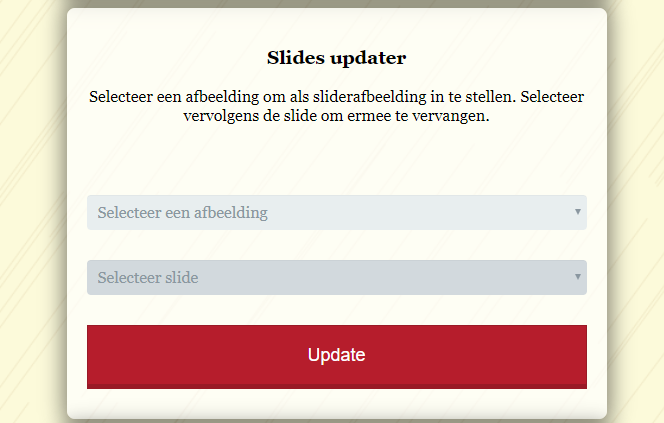 Slides updater
Selecteer een afbeelding om als sliderafbeelding in te stellen. Selecteer
vervolgens de slide om ermee te vervangen.
Selecteer een afbeelding
Selecteer slide
Update